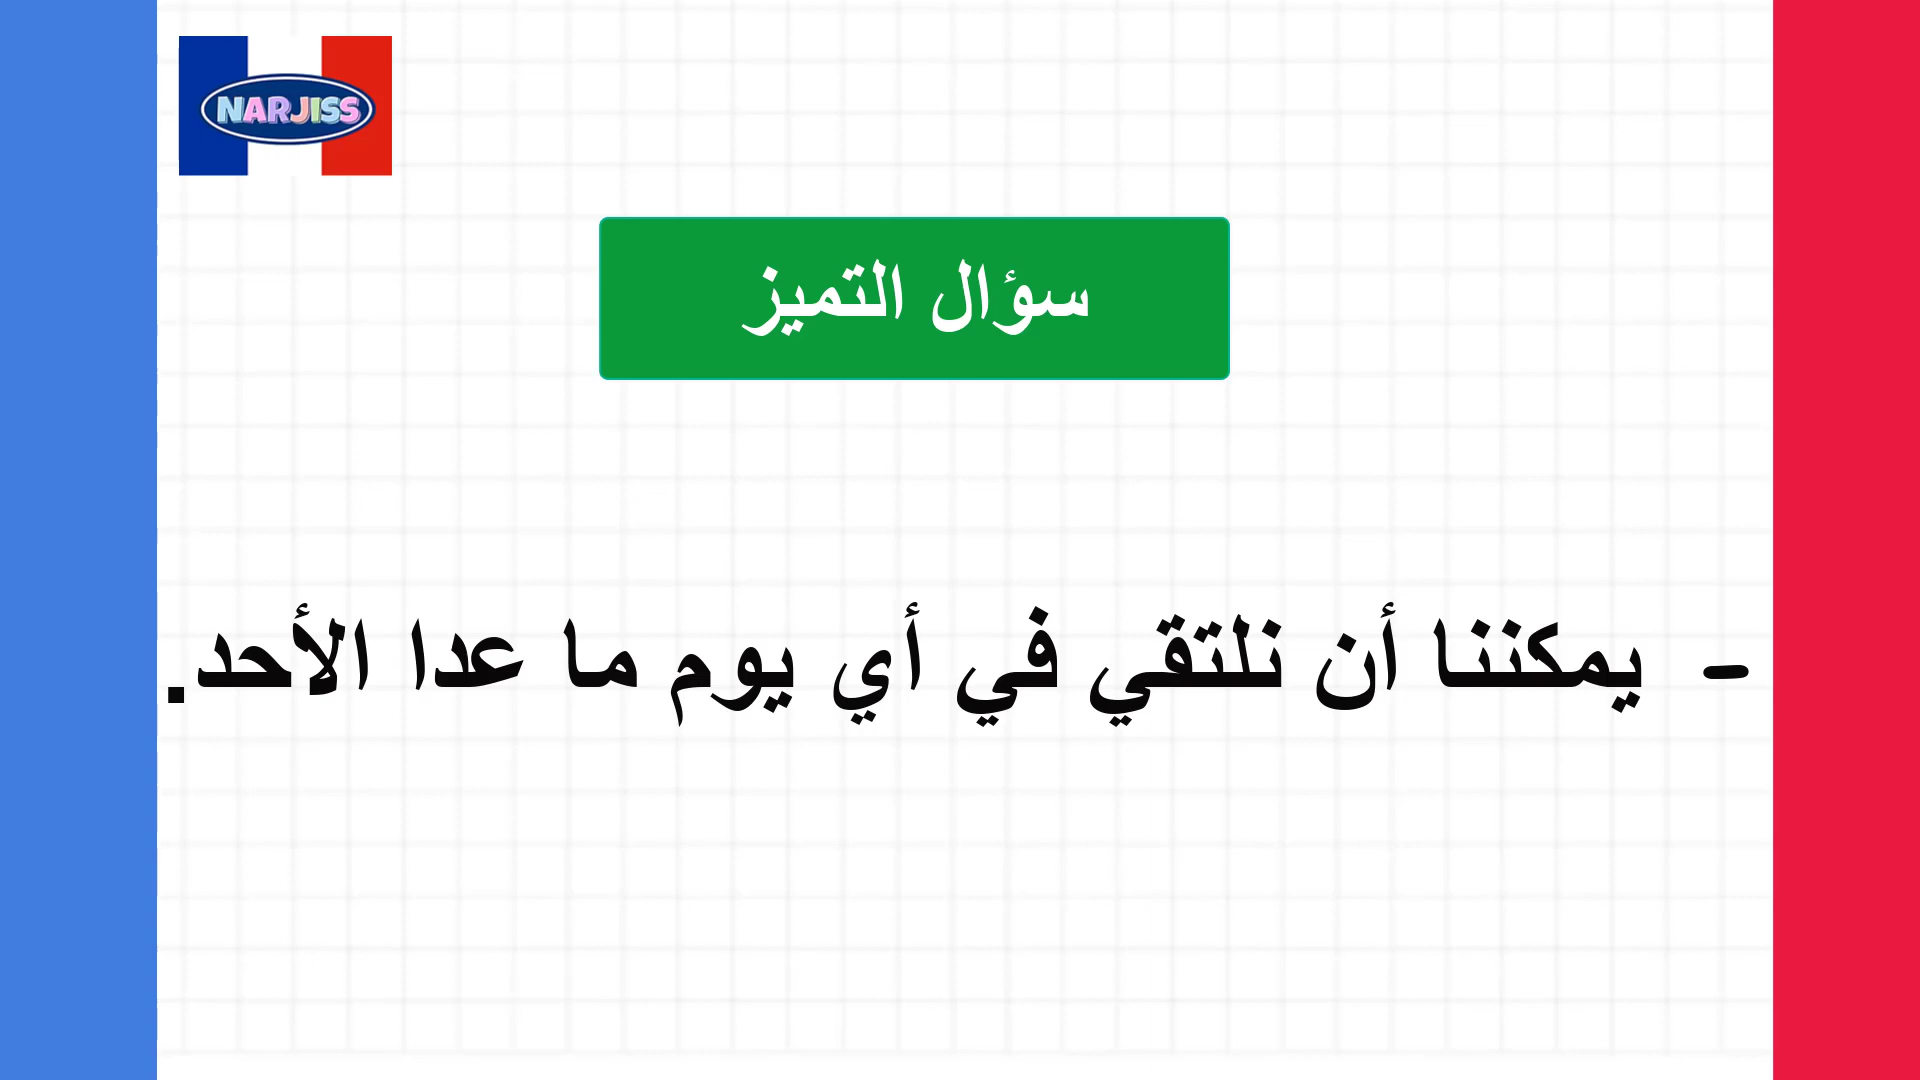 NARJISS
سؤال التميز
- يمكننا أن نلتقي في أي يوم ما عدا الأحد.